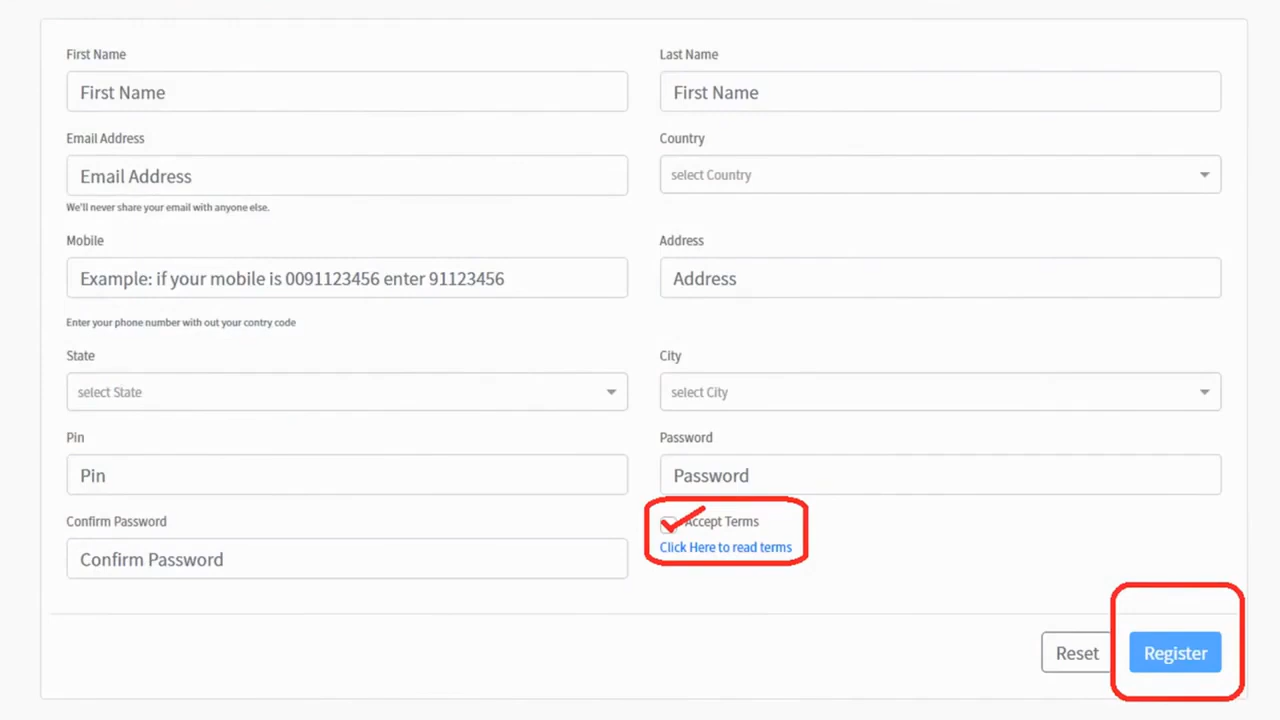 First Name
Last Name
First Name
First Name
Email Address
Country
Email Address
select Country
We'll never share your email with anyone else.
Mobile
Address
Example: if your mobile is 0091123456 enter 91123456
Address
Enter your phone number with out your contry code
State
City
select State
select City
Pin
Password
Pin
Password
Confirm Password
Accept Terms
Click Here to read terms
Confirm Password
Reset
Register